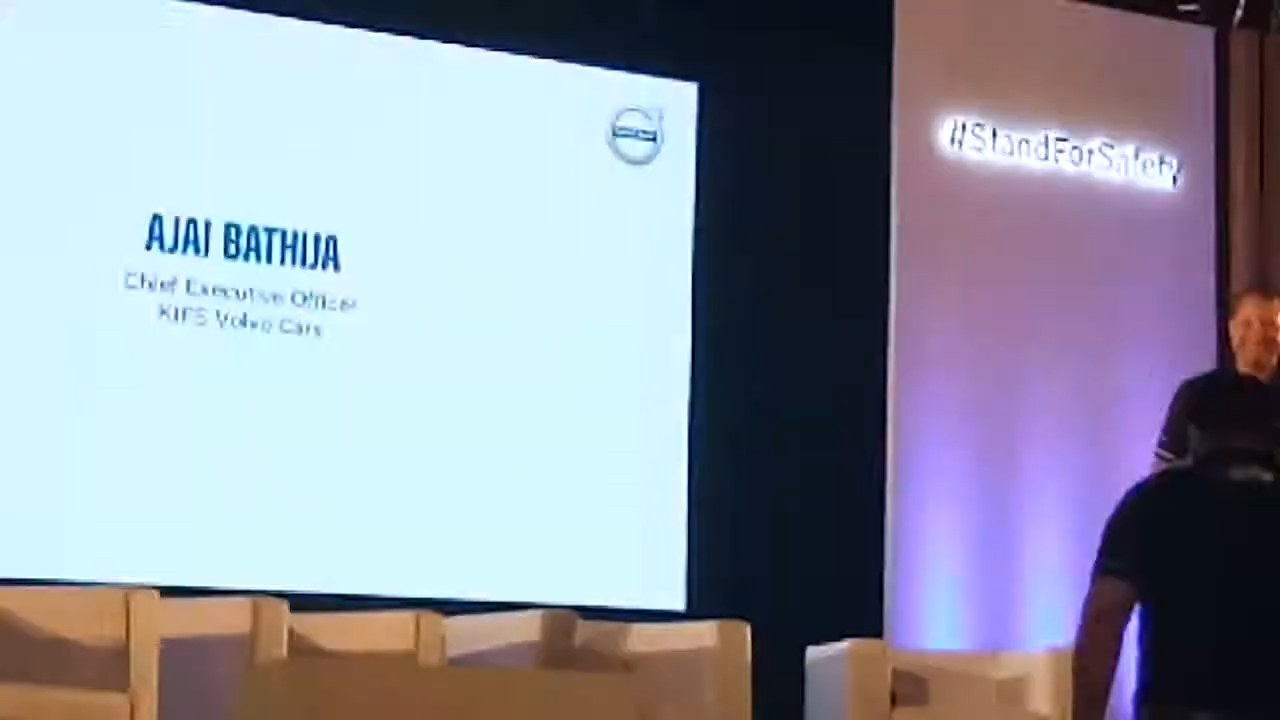 AJAI BATHIJA
Chief Executive Officer
KIFS Volvo Cars
#StandForSafety